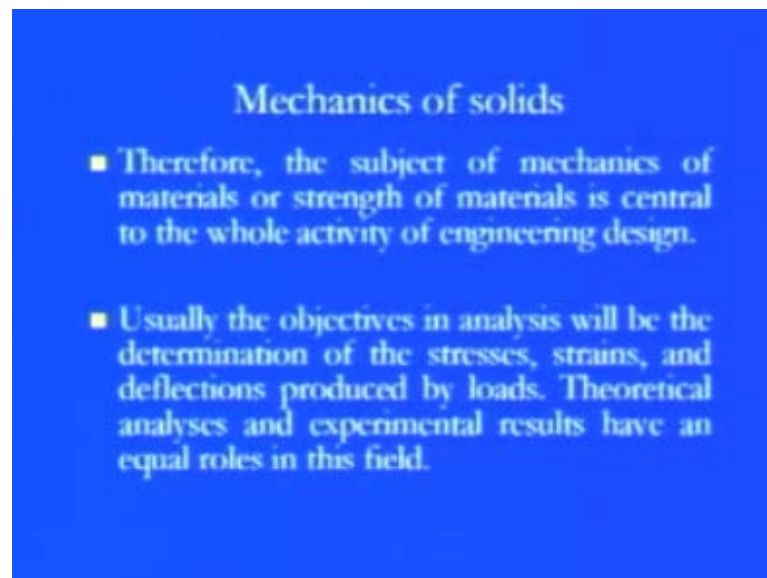 Mechanics of solids
Therefore, the subject of mechanics of
materials or strength of materials is central
to the whole activity of engineering design.
Usually the objectives in analysis will be the
determination of the stresses, strains, and
deflections produced by loads. Theoretical
analyses and experimental results have an
equal roles in this field.